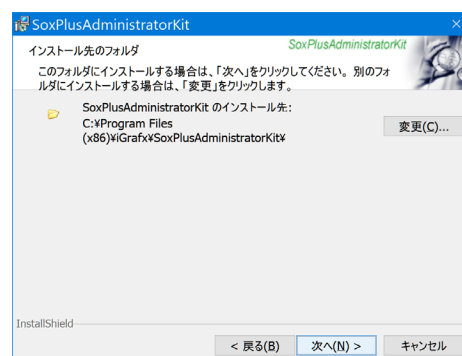 SoxPlusAdministratorKit
インストール先のフォルダ
SoxPlusAdministratorKit
このフォルダにインストールする場合は、「次へ」をクリックしてください。別のフォ
ルダにインストールする場合は、「変更」をクリックします。
SoxPlusAdministratorKit のインストール先:
C:¥Program Files
(x86)¥iGrafx¥SoxPlusAdministratorKit¥
変更(C)...
InstallShield
< 戻る(B)
次へ(N) >
キャンセル